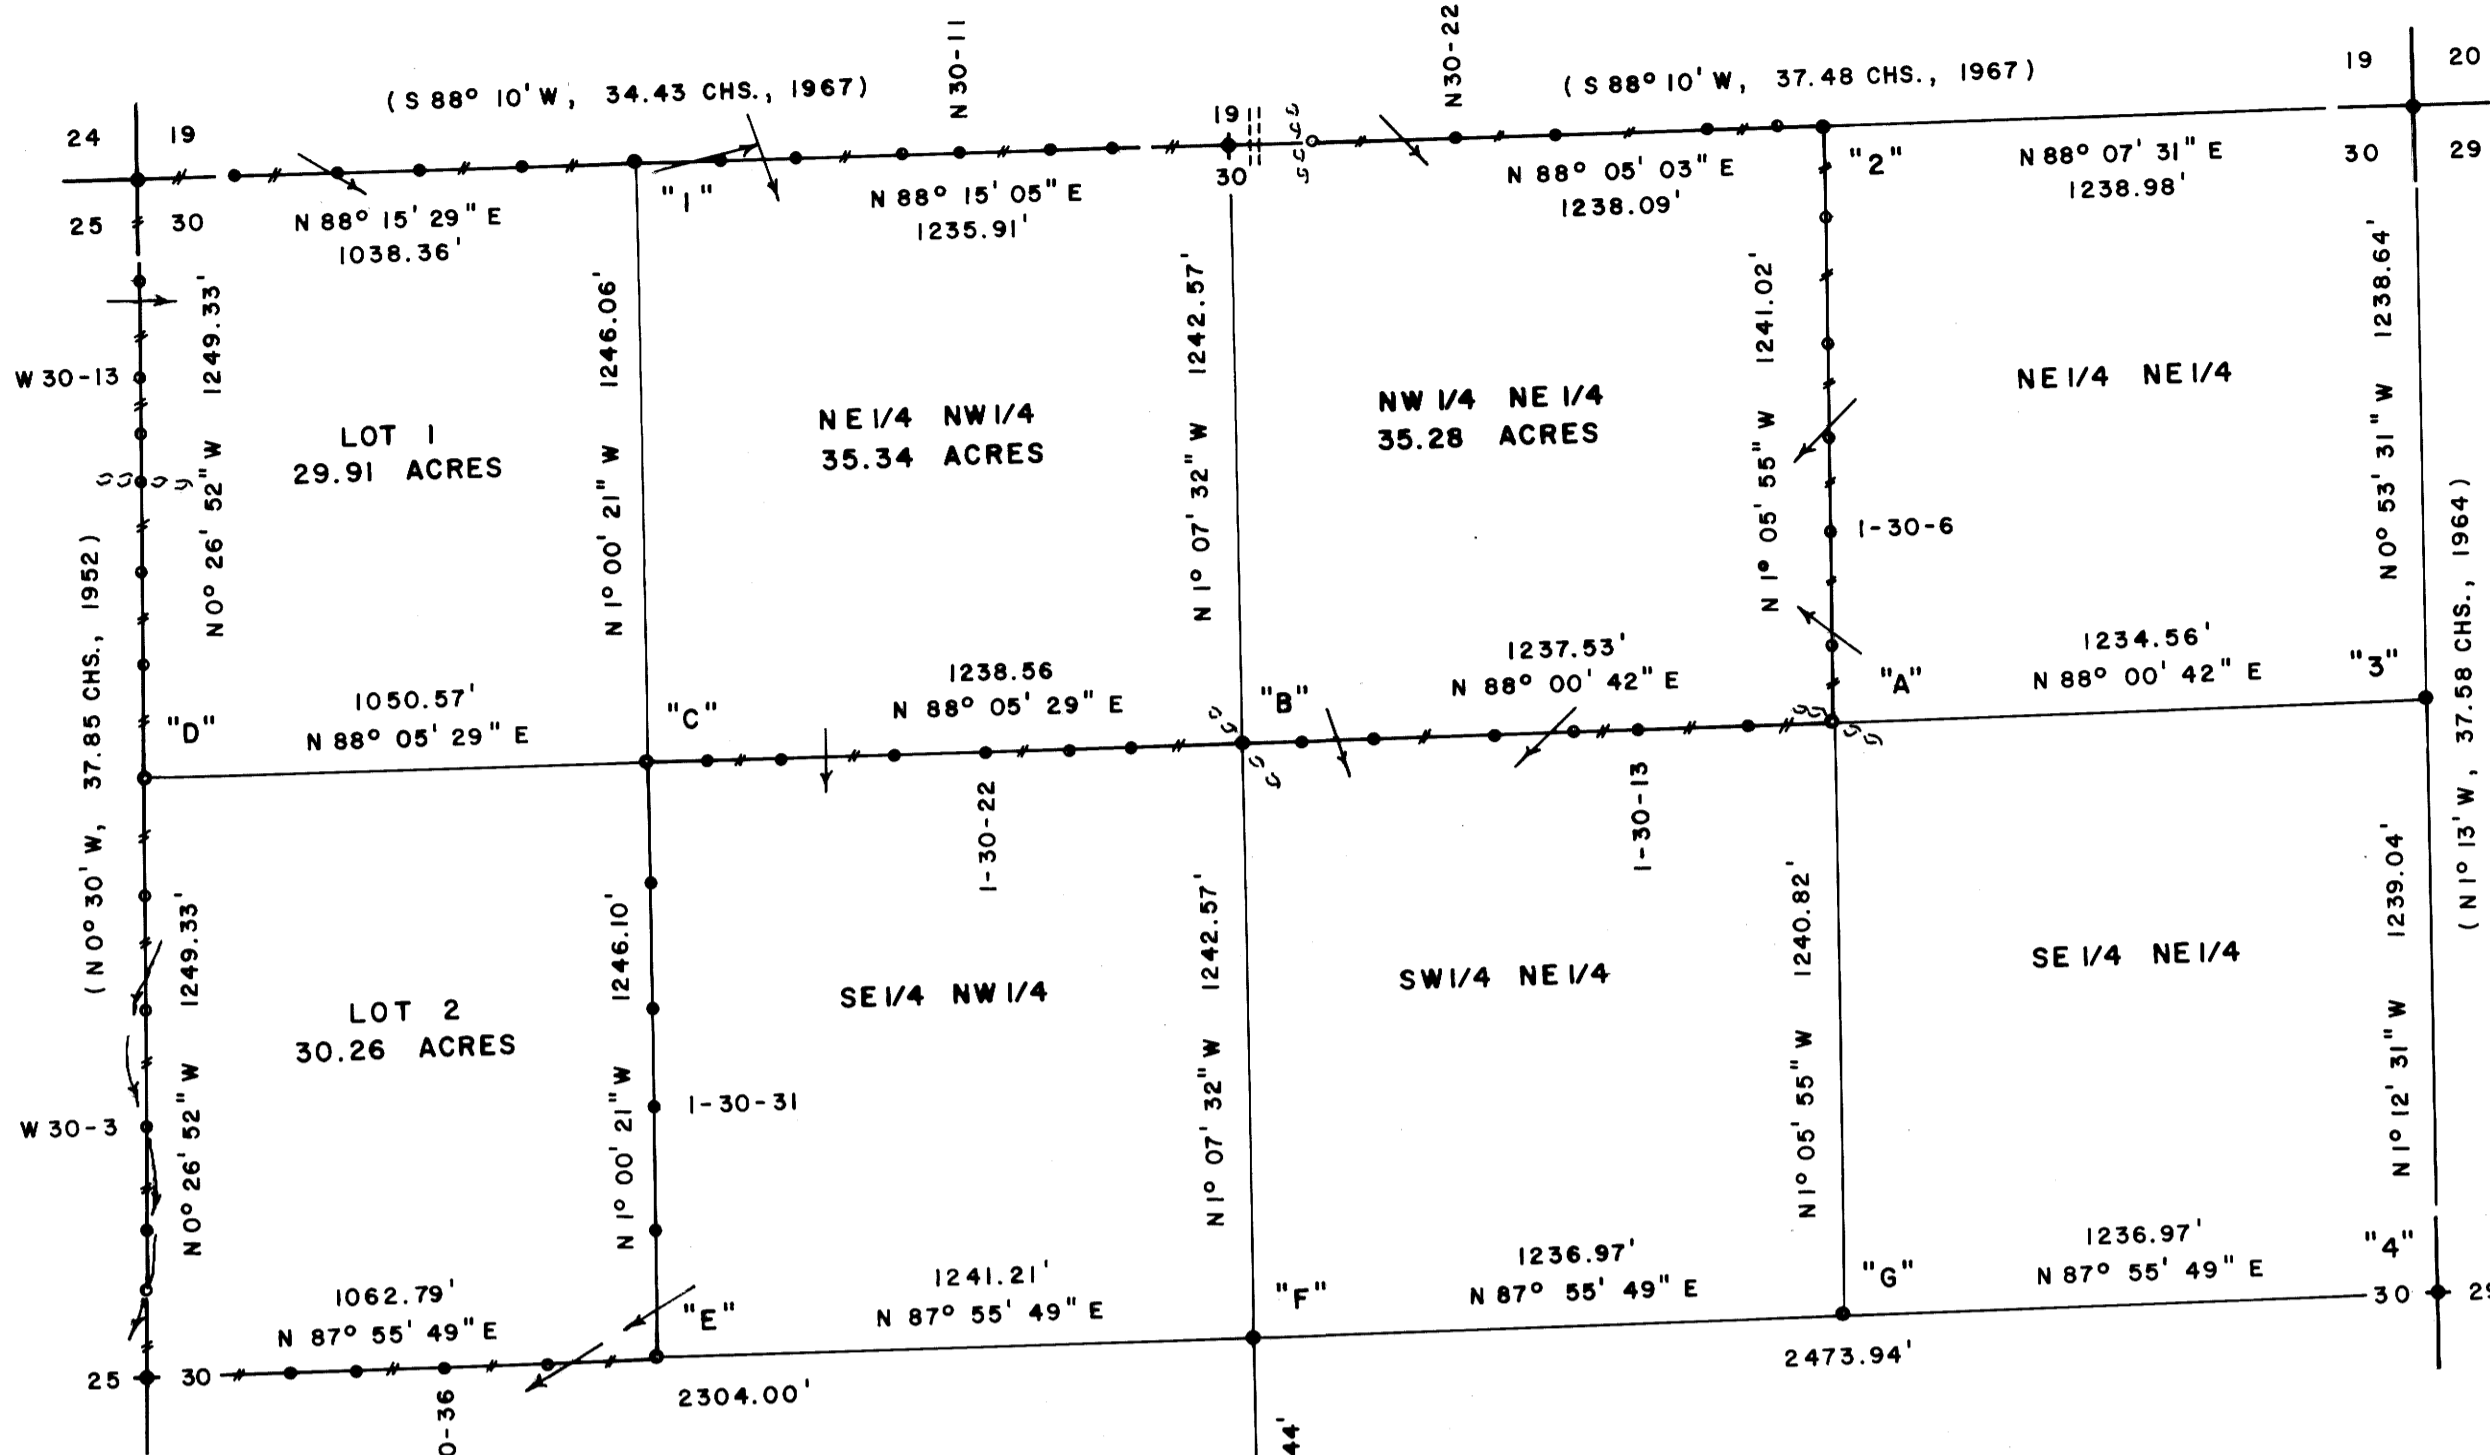 N 30-11
N 30-22
(S 88° 10' W, 34.43 CHS., 1967)
(S 88° 10' W, 37.48 CHS., 1967)
19 20
24 19
19
25 30
30
30 29
N 88° 15' 29" E
1038.36'
"1"
N 88° 15' 05" E
1235.91'
N 88° 05' 03" E
1238.09'
"2"
N 88° 07' 31" E
1238.98'
W 30-13
N 0° 26' 52" W 1249.33'
LOT 1
29.91 ACRES
N 1° 00' 21" W 1246.06'
NE 1/4 NW 1/4
35.34 ACRES
N 1° 07' 32" W 1242.57'
NW 1/4 NE 1/4
35.28 ACRES
N 1° 05' 55" W 1241.02'
1-30-6
NE 1/4 NE 1/4
N 0° 53' 31" W 1238.64'
(N 0° 30' W, 37.85 CHS., 1952)
(N 1° 13' W, 37.58 CHS., 1964)
"D"
1050.57'
N 88° 05' 29" E
"C"
1238.56
N 88° 05' 29" E
"B"
1237.53'
N 88° 00' 42" E
"A"
1234.56'
N 88° 00' 42" E
"3"
1-30-22
1-30-13
W 30-3
N 0° 26' 52" W 1249.33'
LOT 2
30.26 ACRES
N 1° 00' 21" W 1246.10'
1-30-31
SE 1/4 NW 1/4
N 1° 07' 32" W 1242.57'
SW 1/4 NE 1/4
N 1° 05' 55" W 1240.82'
SE 1/4 NE 1/4
N 1° 12' 31" W 1239.04'
1062.79'
N 87° 55' 49" E
"E"
1241.21'
N 87° 55' 49" E
"F"
1236.97'
N 87° 55' 49" E
"G"
1236.97'
N 87° 55' 49" E
"4"
30
25 30
2304.00'
2473.94'
0-36
44'